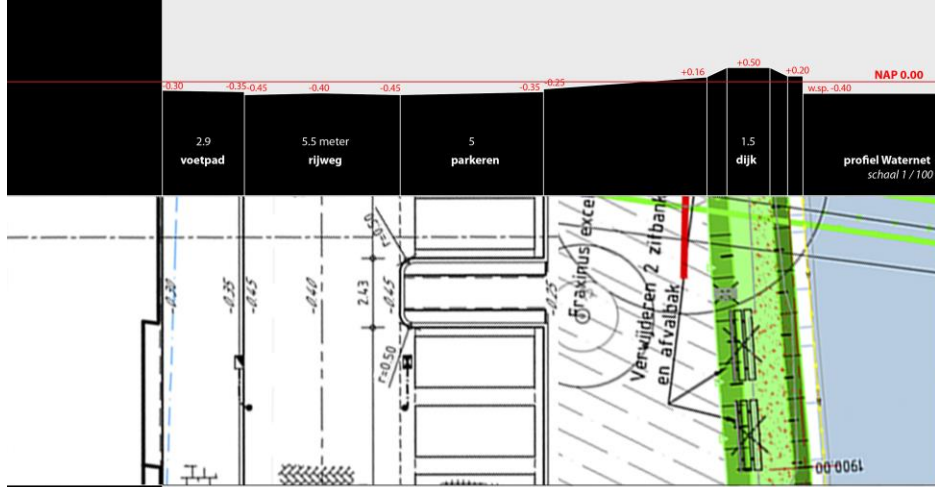 +0.50
+0.16
+0.20
NAP 0.00
-0.30
-0.35
-0.45
-0.40
-0.45
-0.35
-0.25
w.sp. -0.40
2.9
5.5 meter
5
1.5
voetpad
rijweg
parkeren
dijk
profiel Waternet
schaal 1 / 100
r=0.50
-0.30
-0.35
-0.45
-0.40
2.43
-0.45
-0.25
Fraxinus exce
Verwijderen 2 zitbank
en afvalbak
r=0.50
1900.00